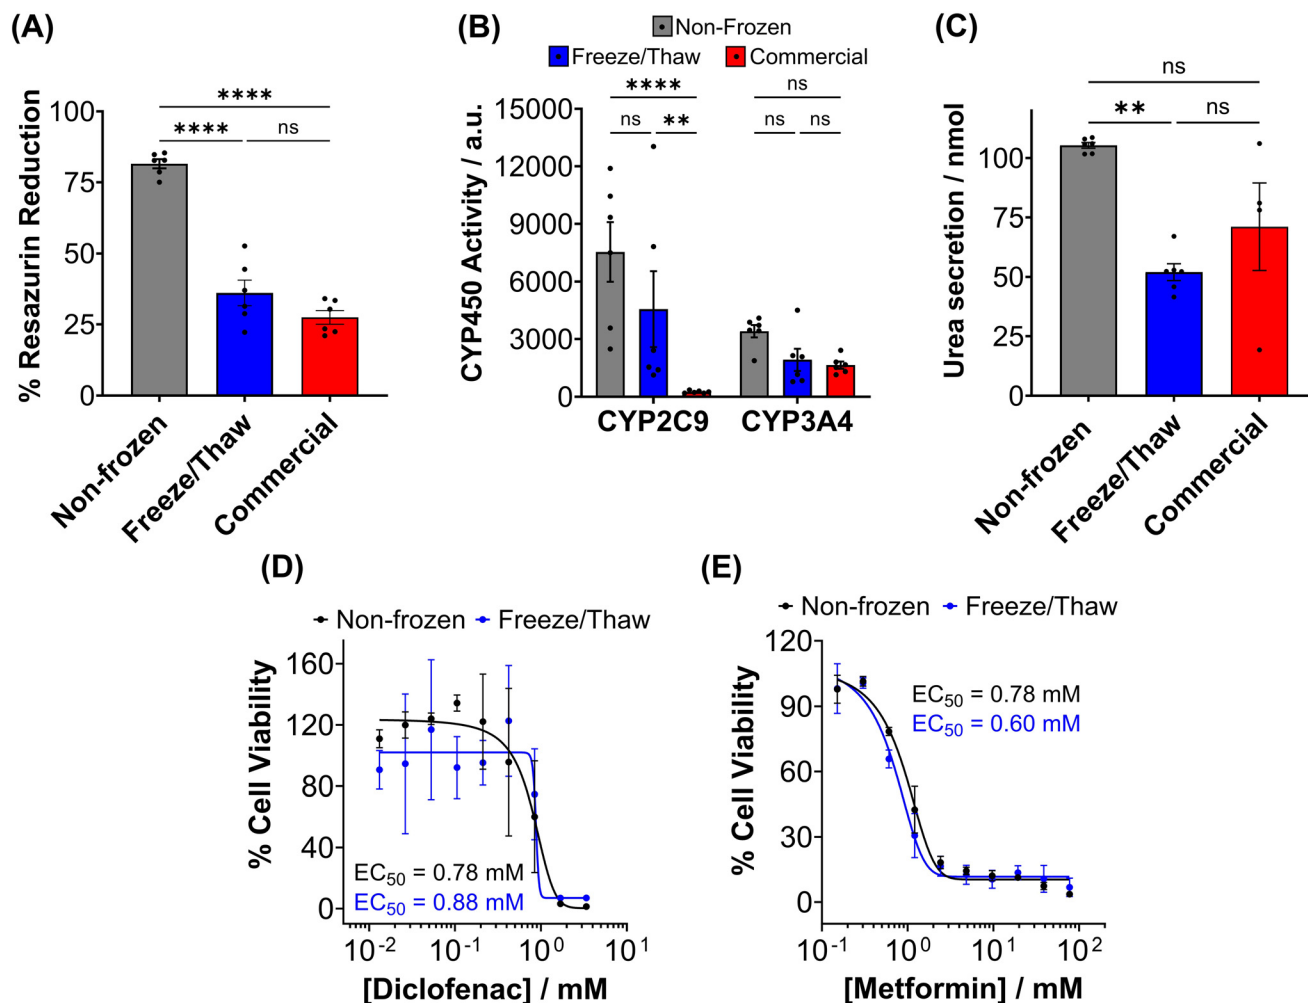 (A)
% Resazurin Reduction
100
75
50
25
0
****
****
ns
Non-frozen
Freeze/Thaw
Commercial
(B)
Non-Frozen
Freeze/Thaw
Commercial
CYP450 Activity / a.u.
15000
12000
9000
6000
3000
0
****
ns
**
ns
ns
ns
CYP2C9
CYP3A4
(C)
Urea secretion / nmol
100
75
50
25
0
ns
**
ns
Non-frozen
Freeze/Thaw
Commercial
(D)
Non-frozen
Freeze/Thaw
% Cell Viability
160
120
80
40
0
EC50 = 0.78 mM
EC50 = 0.88 mM
10-2
10-1
100
101
[Diclofenac] / mM
(E)
Non-frozen
Freeze/Thaw
% Cell Viability
120
90
60
30
0
EC50 = 0.78 mM
EC50 = 0.60 mM
10-1
100
101
102
[Metformin] / mM